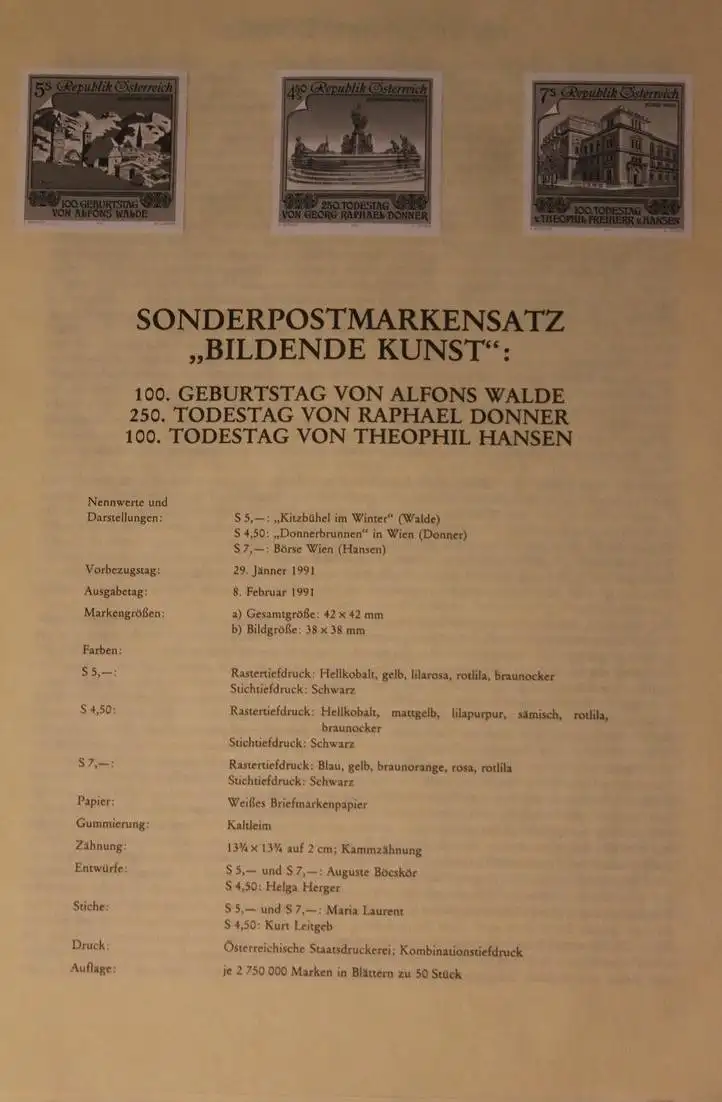 5S Republik Österreich
100. GEBURTSTAG
VON ALFONS WALDE
450 S Republik Österreich
250. TODESTAG
VON GEORG RAPHAEL DONNER
7S Republik Österreich
100. TODESTAG
v. THEOPHIL FREIHERR v. HANSEN
SONDERPOSTMARKENSATZ
„BILDENDE KUNST“:
100. GEBURTSTAG VON ALFONS WALDE
250. TODESTAG VON RAPHAEL DONNER
100. TODESTAG VON THEOPHIL HANSEN
Nennwerte und
Darstellungen: S 5,—: „Kitzbühel im Winter“ (Walde)
S 4,50: „Donnerbrunnen“ in Wien (Donner)
S 7,—: Börse Wien (Hansen)
Vorbezugstag: 29. Jänner 1991
Ausgabetag: 8. Februar 1991
Markengrößen: a) Gesamtgröße: 42 × 42 mm
b) Bildgröße: 38 × 38 mm
Farben:
S 5,—: Rastertiefdruck: Hellkobalt, gelb, lilarosa, rotlila, braunocker
Stichtiefdruck: Schwarz
S 4,50: Rastertiefdruck: Hellkobalt, mattgelb, lilapurpur, sämisch, rotlila,
braunocker
Stichtiefdruck: Schwarz
S 7,—: Rastertiefdruck: Blau, gelb, braunorange, rosa, rotlila
Stichtiefdruck: Schwarz
Papier: Weißes Briefmarkenpapier
Gummierung: Kaltleim
Zähnung: 13¾ × 13¾ auf 2 cm; Kammzähnung
Entwürfe: S 5,— und S 7,—: Auguste Böcskör
S 4,50: Helga Herger
Stiche: S 5,— und S 7,—: Maria Laurent
S 4,50: Kurt Leitgeb
Druck: Österreichische Staatsdruckerei; Kombinationstiefdruck
Auflage: je 2 750 000 Marken in Blättern zu 50 Stück